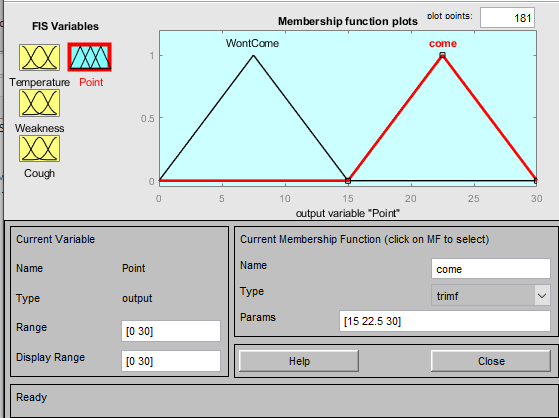 FIS Variables
Membership function plots
plot points:
181
Temperature
Point
Weakness
Cough
WontCome
come
1
0.5
0
0
5
10
15
20
25
30
output variable "Point"
Current Variable
Name
Point
Type
output
Range
[0 30]
Display Range
[0 30]
Current Membership Function (click on MF to select)
Name
come
Type
trimf
Params
[15 22.5 30]
Help
Close
Ready